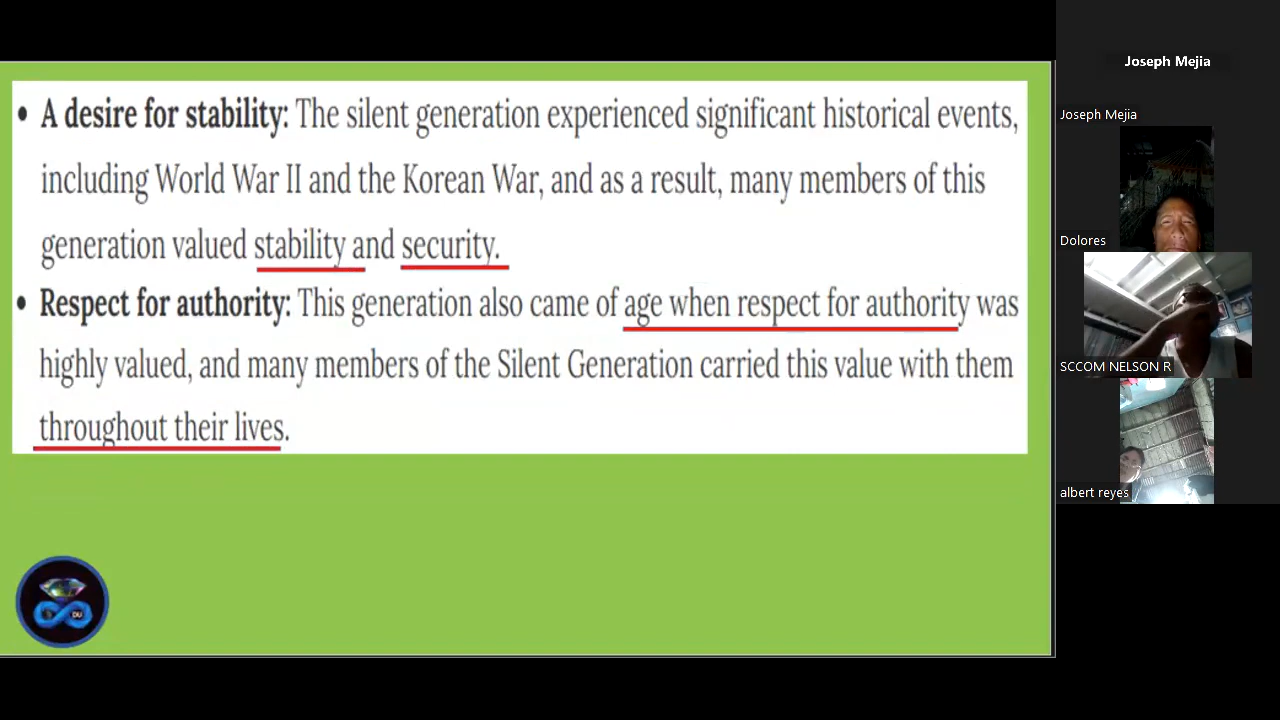 • A desire for stability: The silent generation experienced significant historical events,
including World War II and the Korean War, and as a result, many members of this
generation valued stability and security.
• Respect for authority: This generation also came of age when respect for authority was
highly valued, and many members of the Silent Generation carried this value with them
throughout their lives.
DU
Joseph Mejia
Joseph Mejia
Dolores
SCCOM NELSON R
albert reyes